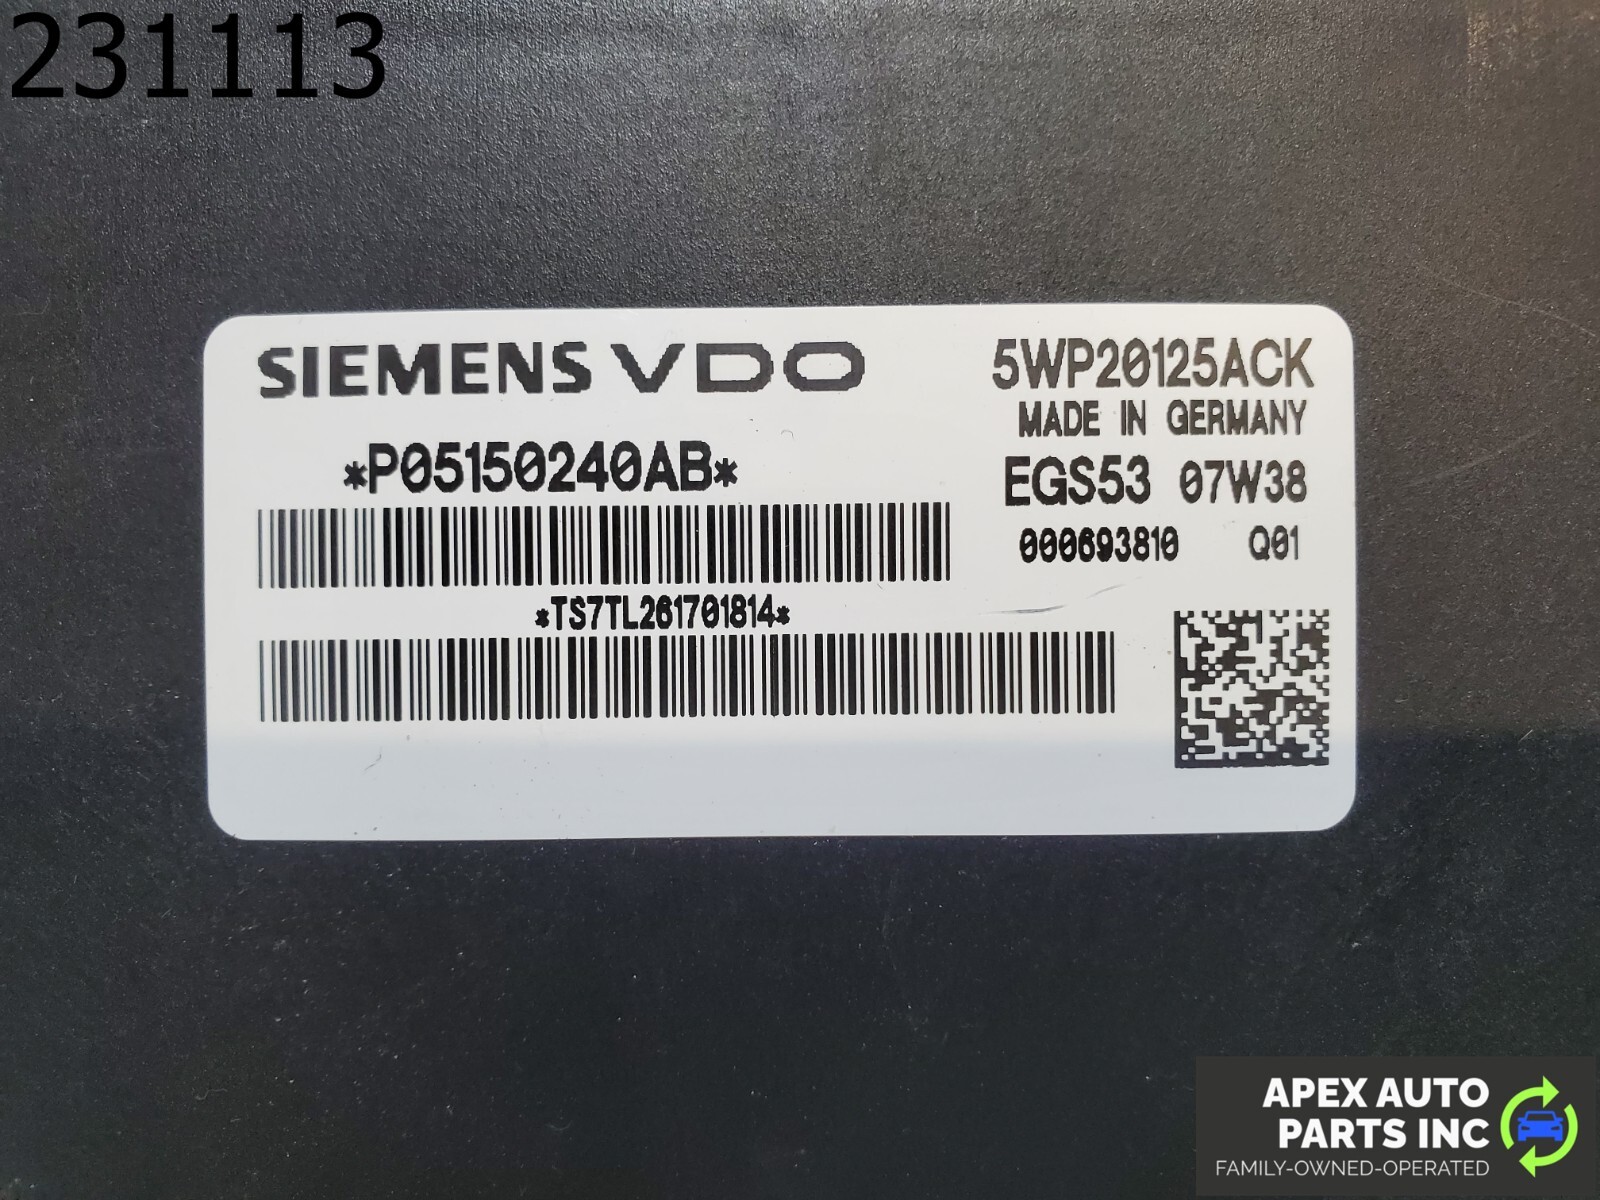 231113
SIEMENS VDO
5WP20125ACK
MADE IN GERMANY
*P05150240AB*
EGS53 07W38
000693810 Q01
*TS7TL261701814*
APEX AUTO
PARTS INC
FAMILY-OWNED-OPERATED